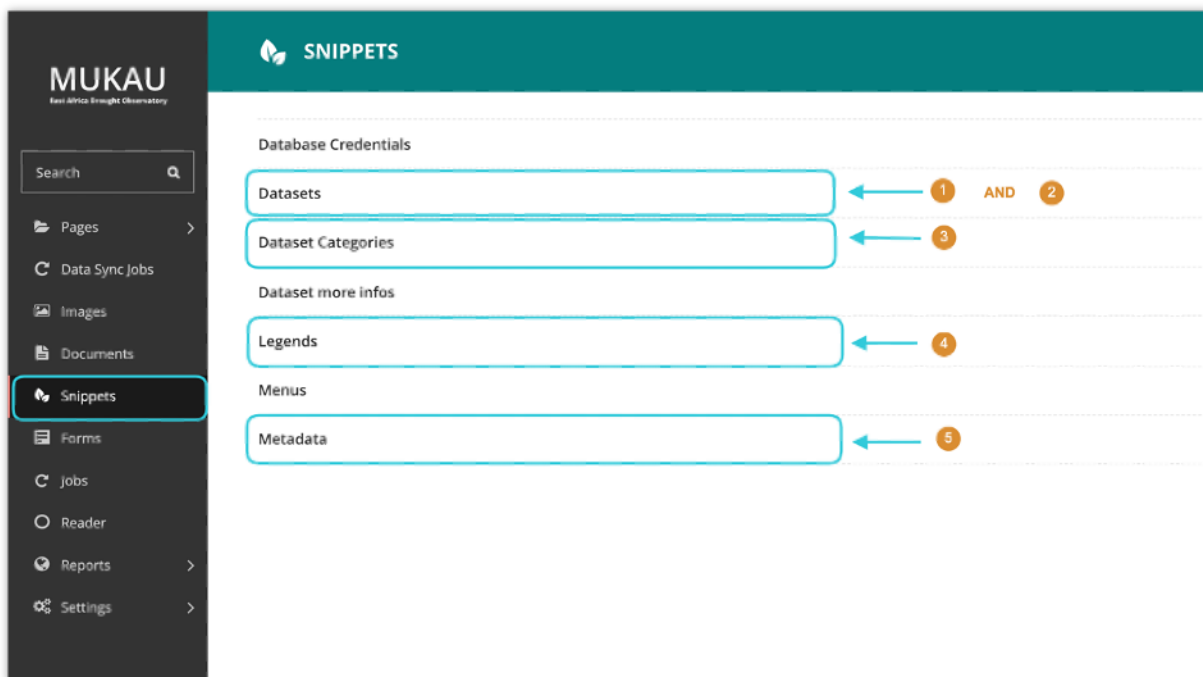 MUKAU
East Africa Drought Observatory
Search
Pages
Data Sync Jobs
Images
Documents
Snippets
Forms
Jobs
Reader
Reports
Settings
SNIPPETS
Database Credentials
Datasets
1 AND 2
Dataset Categories
3
Dataset more infos
Legends
4
Menus
Metadata
5